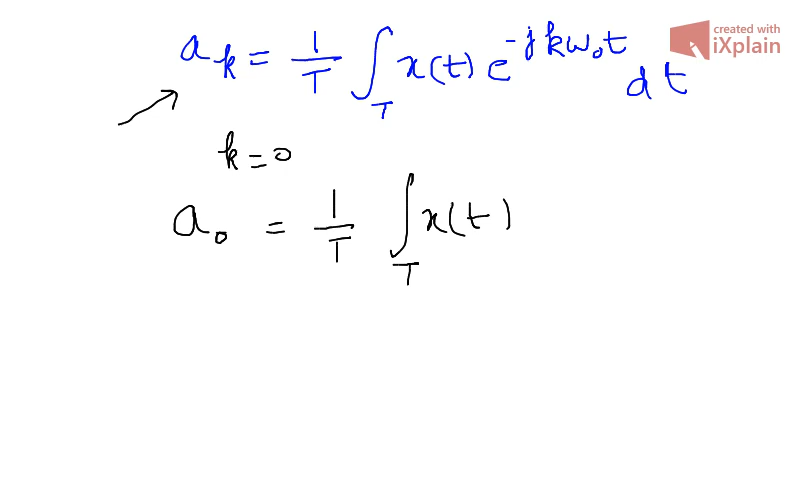 created with
iXplain
a_k = 1/T ∫_T x(t) e^{-jkω₀t} dt
k=0
a₀ = 1/T ∫_T x(t)